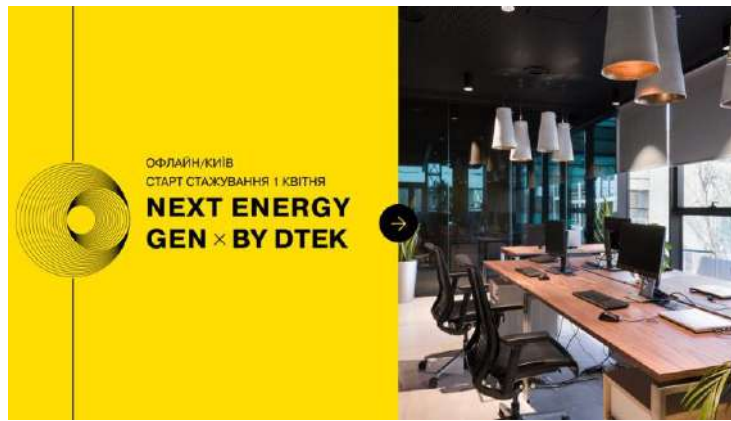 ОФЛАЙН/КИЇВ
СТАРТ СТАЖУВАННЯ 1 КВІТНЯ
NEXT ENERGY
GEN × BY DTEK